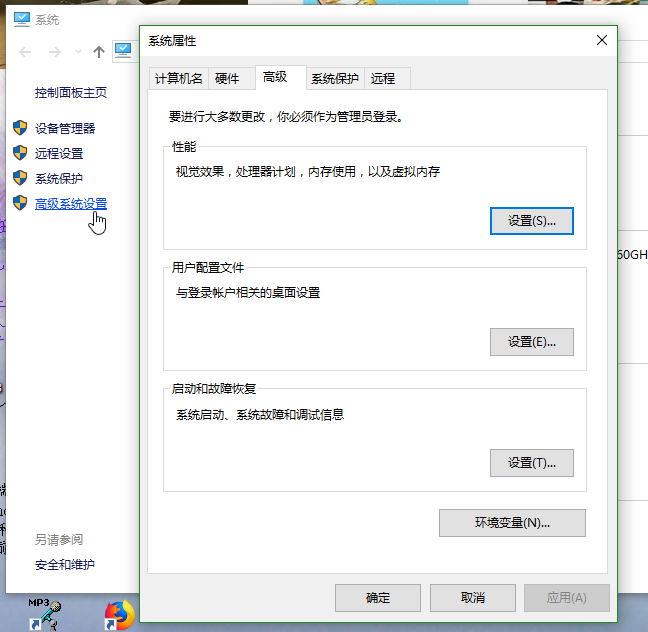 系统
系统属性
计算机名
硬件
高级
系统保护
远程
控制面板主页
设备管理器
远程设置
系统保护
高级系统设置
要进行大多数更改，你必须作为管理员登录。
性能
视觉效果，处理器计划，内存使用，以及虚拟内存
设置(S)...
用户配置文件
与登录帐户相关的桌面设置
设置(E)...
启动和故障恢复
系统启动、系统故障和调试信息
设置(T)...
环境变量(N)...
另请参阅
安全和维护
确定
取消
应用(A)
60GH
MP3